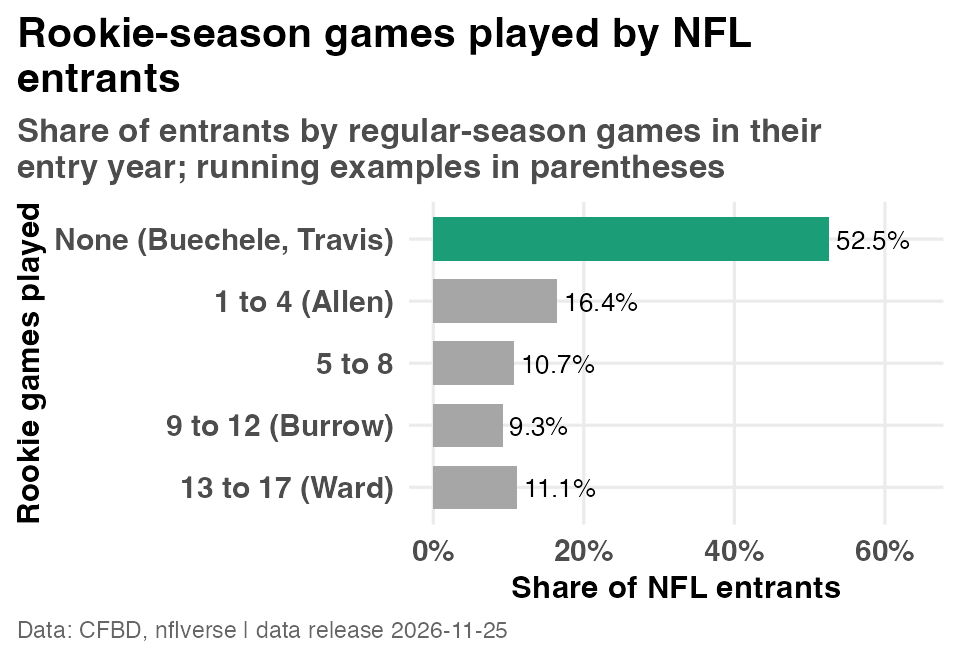 Rookie-season games played by NFL
entrants
Share of entrants by regular-season games in their
entry year; running examples in parentheses
Rookie games played
None (Buechele, Travis)
52.5%
1 to 4 (Allen)
16.4%
5 to 8
10.7%
9 to 12 (Burrow)
9.3%
13 to 17 (Ward)
11.1%
0%
20%
40%
60%
Share of NFL entrants
Data: CFBD, nflverse | data release 2026-11-25